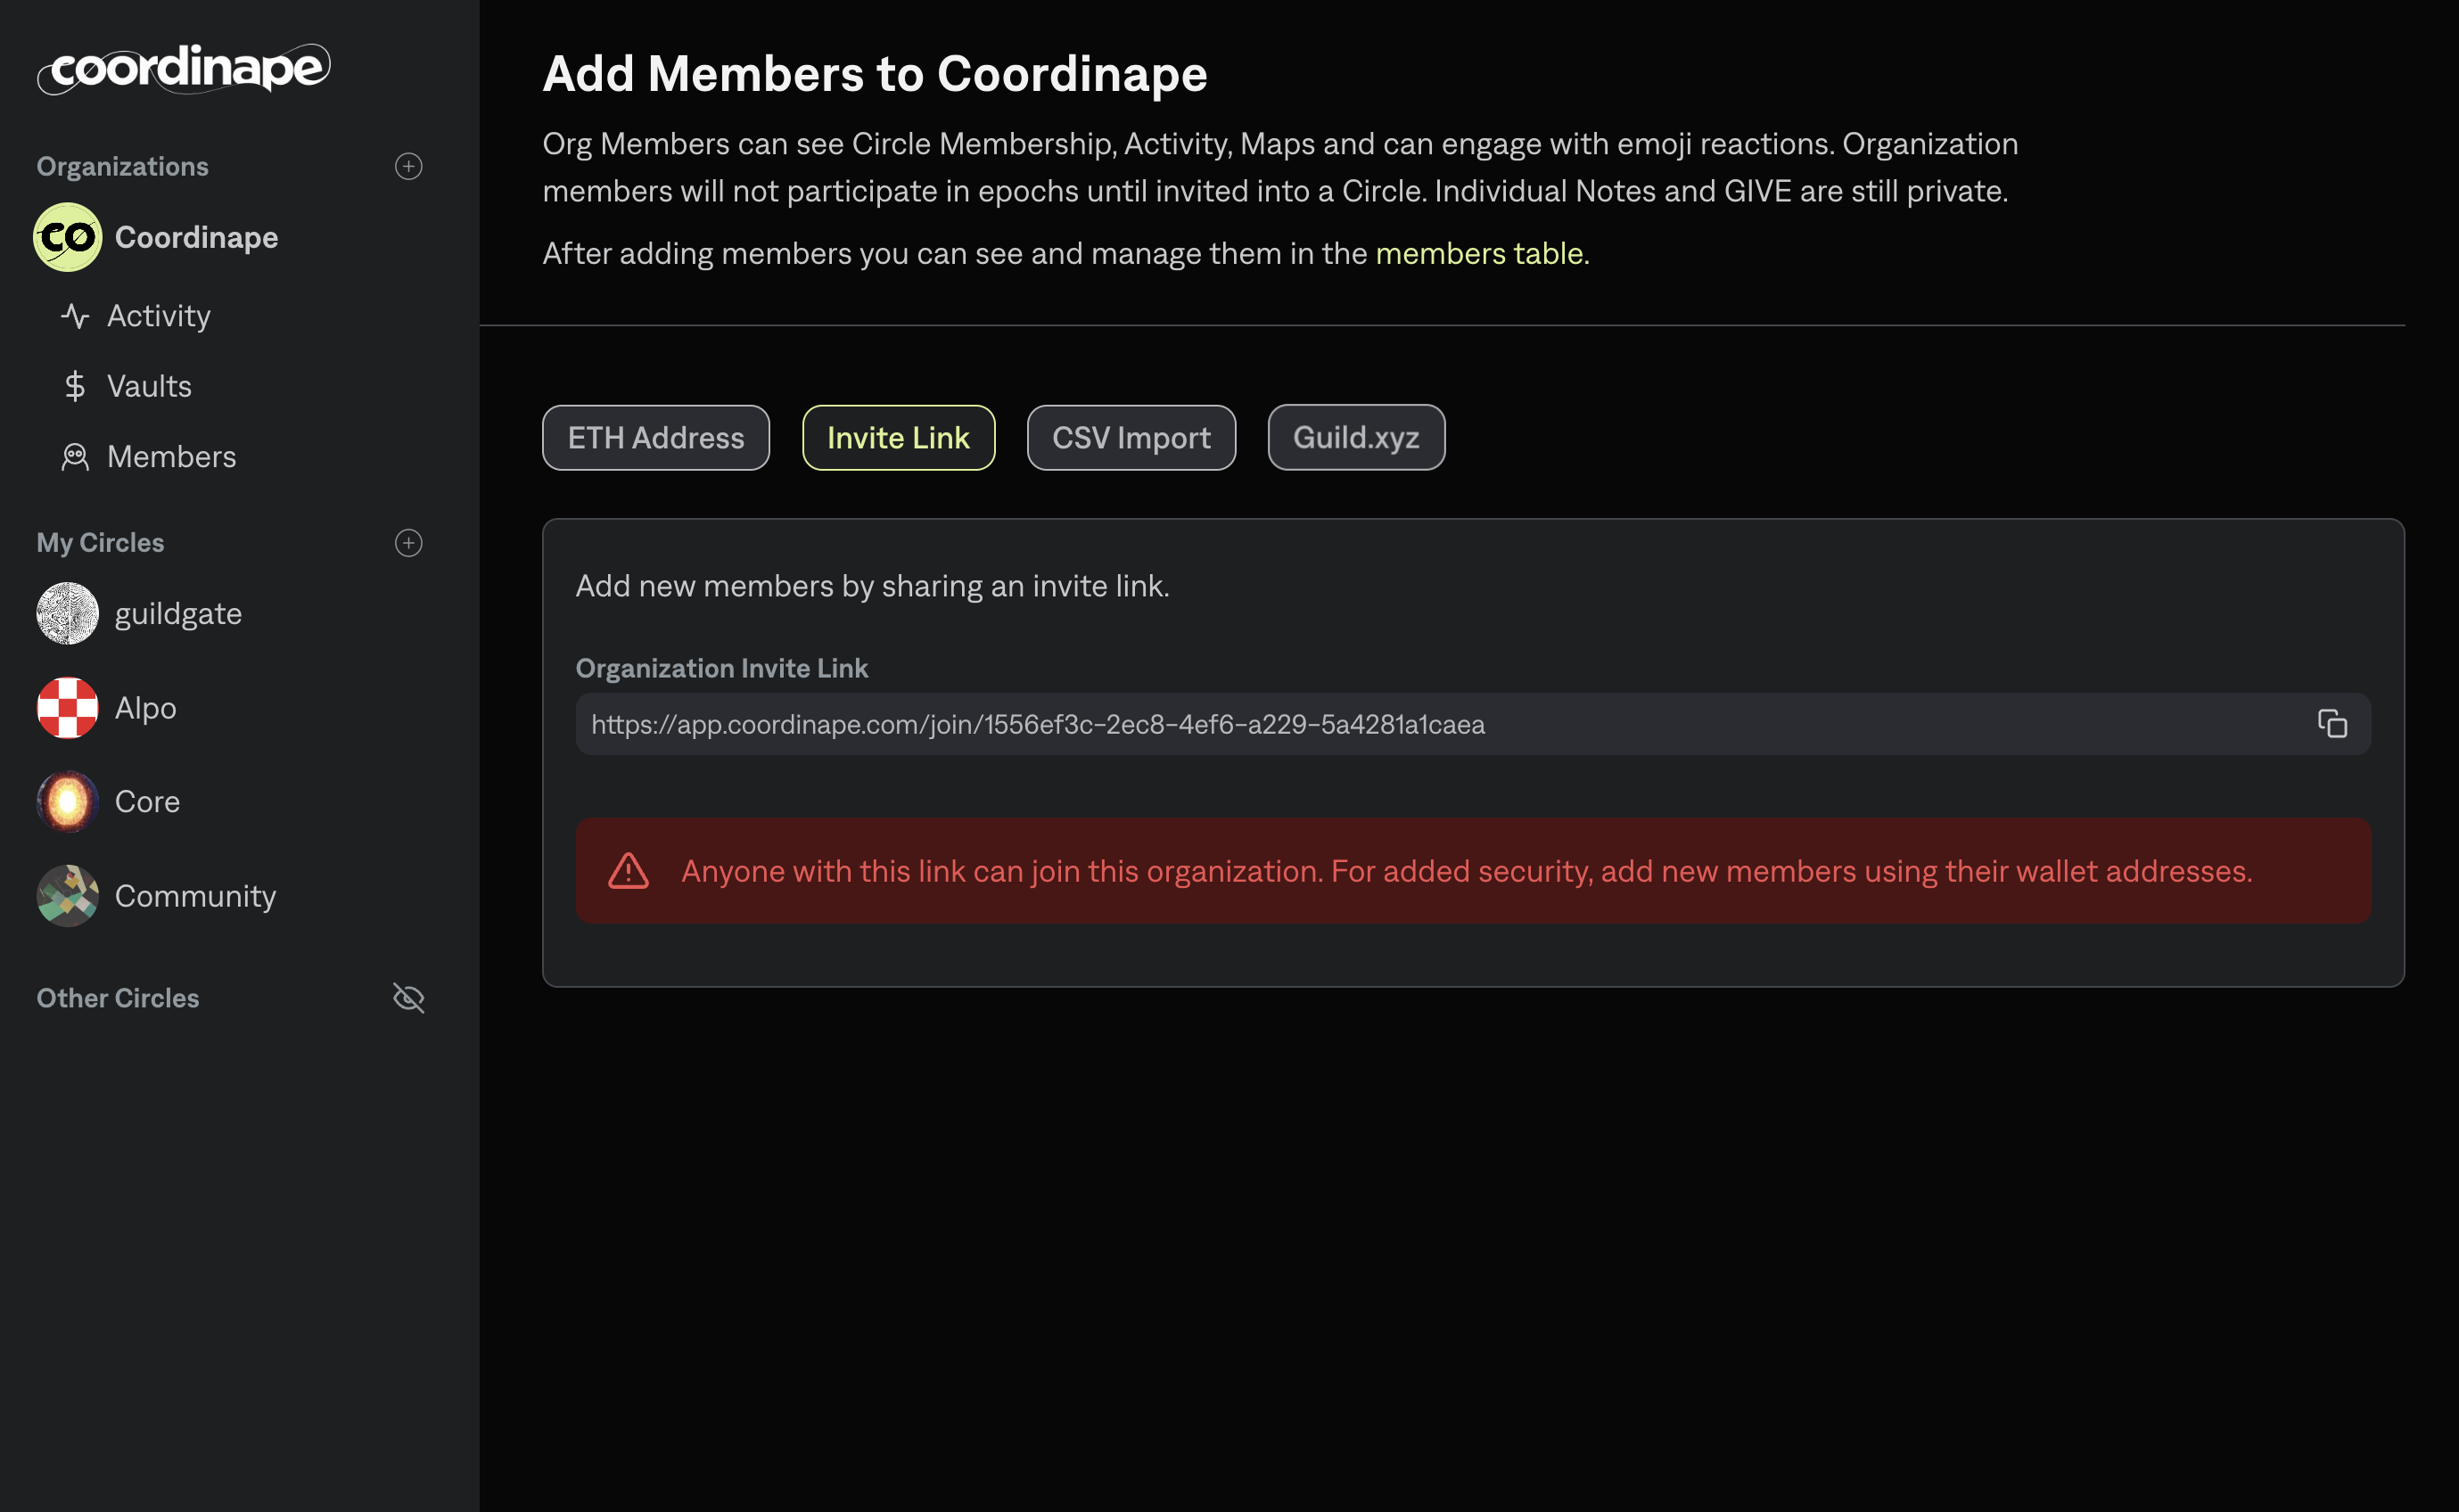 coordinape
Organizations
CO
Coordinape
Activity
Vaults
Members
My Circles
guildgate
Alpo
Core
Community
Other Circles
Add Members to Coordinape
Org Members can see Circle Membership, Activity, Maps and can engage with emoji reactions. Organization
members will not participate in epochs until invited into a Circle. Individual Notes and GIVE are still private.
After adding members you can see and manage them in the members table.
ETH Address
Invite Link
CSV Import
Guild.xyz
Add new members by sharing an invite link.
Organization Invite Link
https://app.coordinape.com/join/1556ef3c-2ec8-4ef6-a229-5a4281a1caea
Anyone with this link can join this organization. For added security, add new members using their wallet addresses.